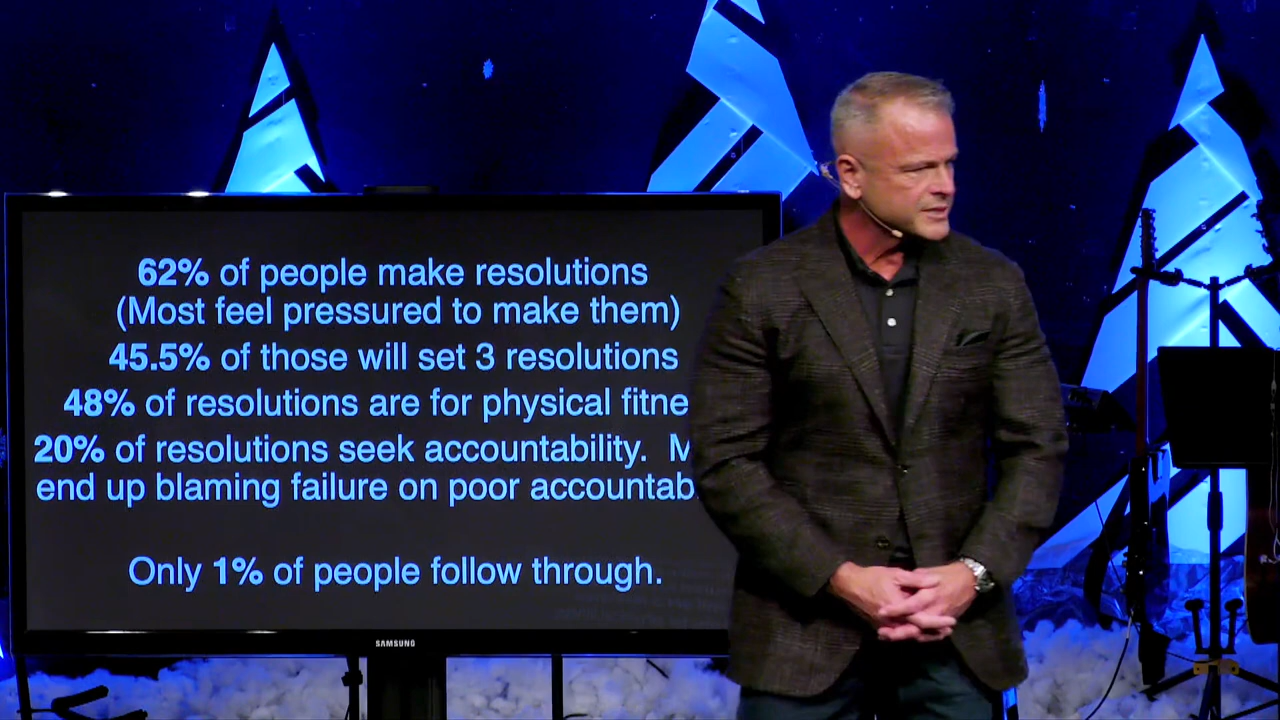 62% of people make resolutions
(Most feel pressured to make them)
45.5% of those will set 3 resolutions
48% of resolutions are for physical fitne
20% of resolutions seek accountability. M
end up blaming failure on poor accountab
Only 1% of people follow through.
SAMSUNG